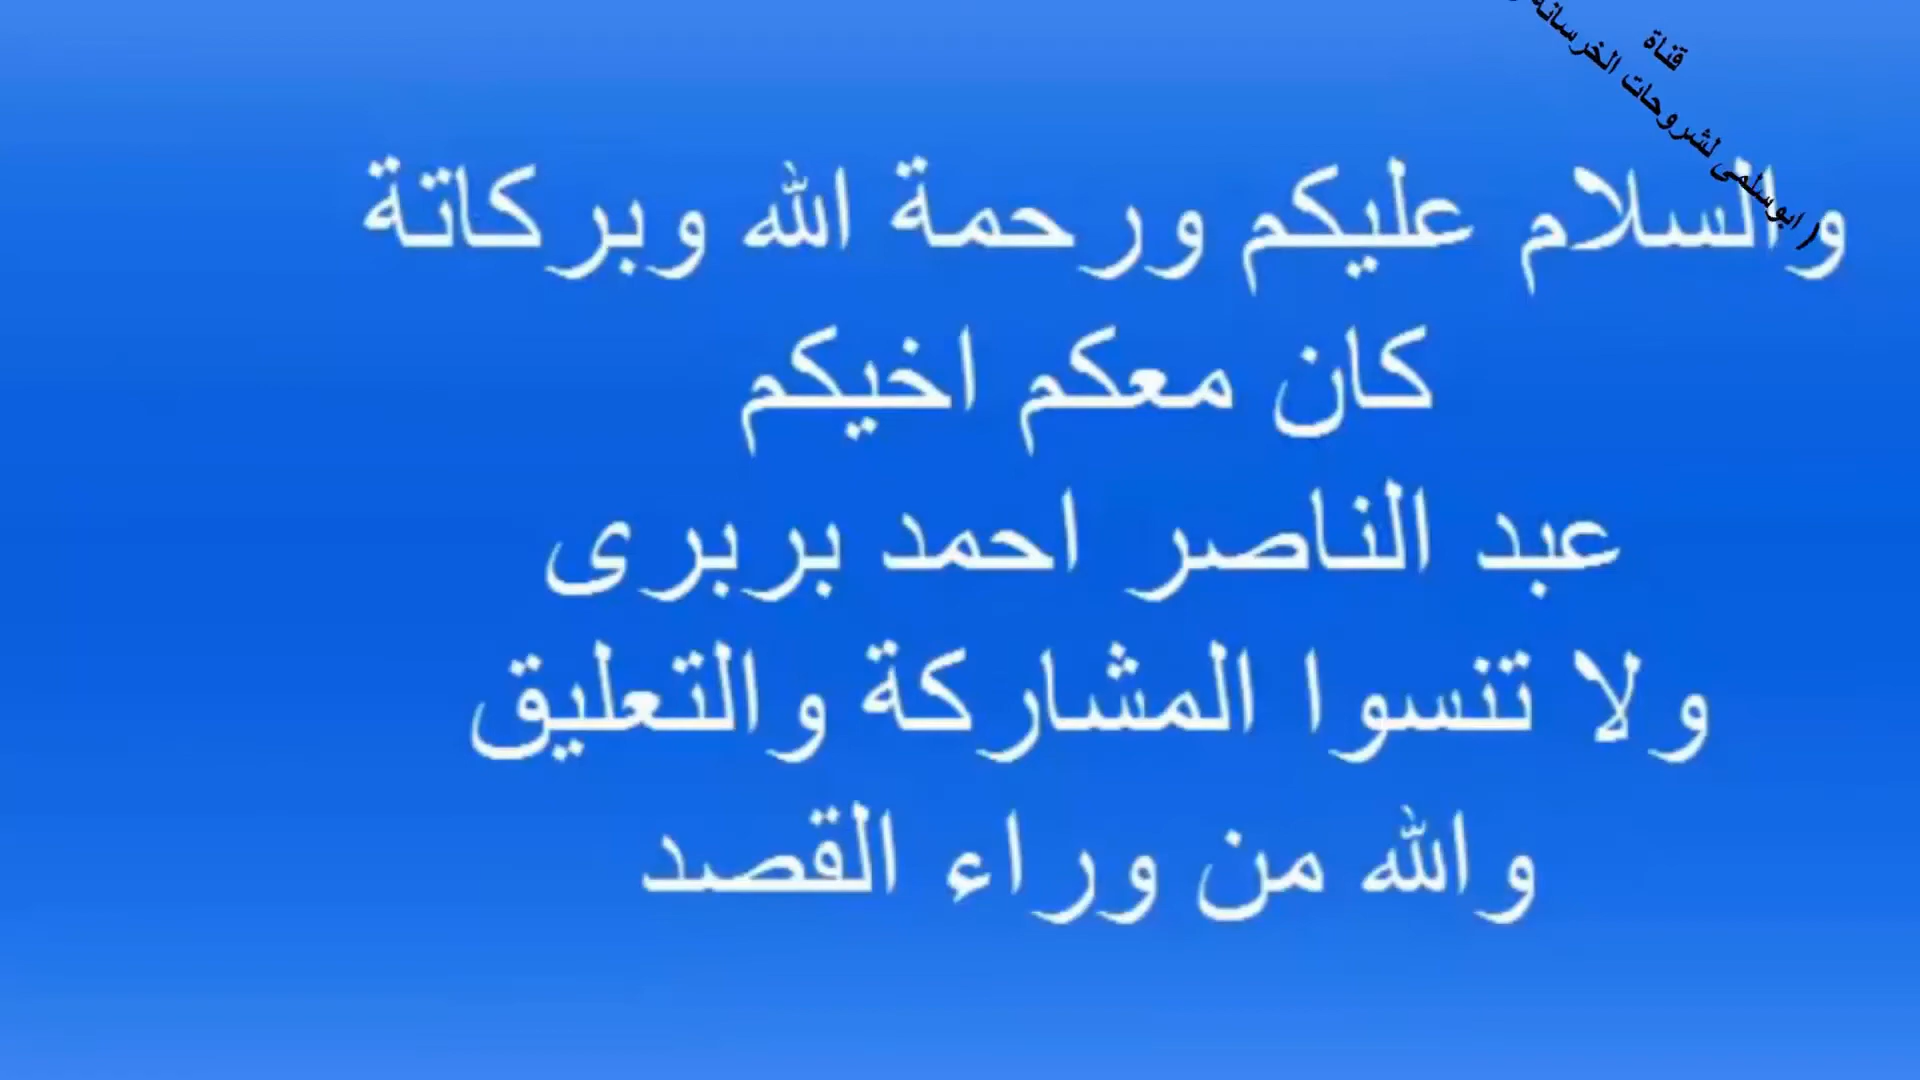 قناة
( ابوسلمى لشروحات الخرسانة
والسلام عليكم ورحمة الله وبركاتة
كان معكم اخيكم
عبد الناصر احمد بربرى
ولا تنسوا المشاركة والتعليق
والله من وراء القصد